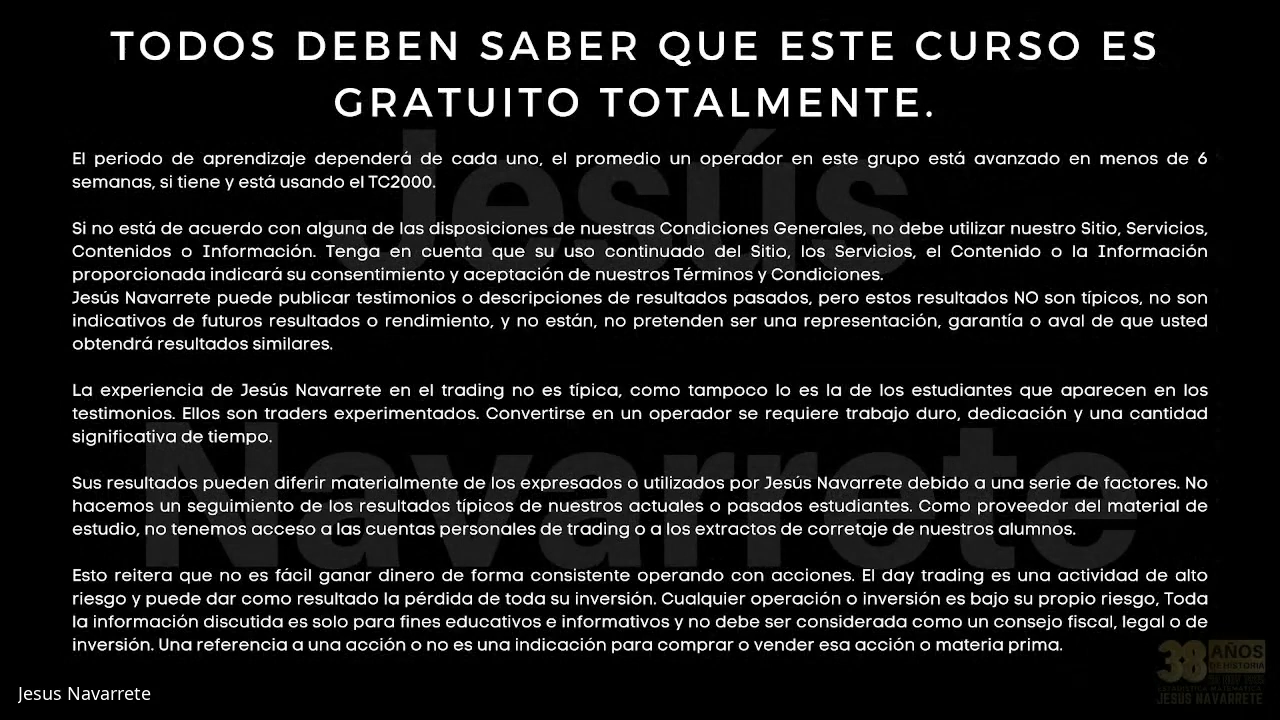 TODOS DEBEN SABER QUE ESTE CURSO ES
GRATUITO TOTALMENTE.
El periodo de aprendizaje dependerá de cada uno, el promedio un operador en este grupo está avanzado en menos de 6
semanas, si tiene y está usando el TC2000.
Si no está de acuerdo con alguna de las disposiciones de nuestras Condiciones Generales, no debe utilizar nuestro Sitio, Servicios,
Contenidos o Información. Tenga en cuenta que su uso continuado del Sitio, los Servicios, el Contenido o la Información
proporcionada indicará su consentimiento y aceptación de nuestros Términos y Condiciones.
Jesús Navarrete puede publicar testimonios o descripciones de resultados pasados, pero estos resultados NO son típicos, no son
indicativos de futuros resultados o rendimiento, y no están, no pretenden ser una representación, garantía o aval de que usted
obtendrá resultados similares.
La experiencia de Jesús Navarrete en el trading no es típica, como tampoco lo es la de los estudiantes que aparecen en los
testimonios. Ellos son traders experimentados. Convertirse en un operador se requiere trabajo duro, dedicación y una cantidad
significativa de tiempo.
Sus resultados pueden diferir materialmente de los expresados o utilizados por Jesús Navarrete debido a una serie de factores. No
hacemos un seguimiento de los resultados típicos de nuestros actuales o pasados estudiantes. Como proveedor del material de
estudio, no tenemos acceso a las cuentas personales de trading o a los extractos de corretaje de nuestros alumnos.
Esto reitera que no es fácil ganar dinero de forma consistente operando con acciones. El day trading es una actividad de alto
riesgo y puede dar como resultado la pérdida de toda su inversión. Cualquier operación o inversión es bajo su propio riesgo, Toda
la información discutida es solo para fines educativos e informativos y no debe ser considerada como un consejo fiscal, legal o de
inversión. Una referencia a una acción o no es una indicación para comprar o vender esa acción o materia prima.
Jesús
Navarrete
38 AÑOS
DE HISTORIA
ESTADÍSTICA MATEMÁTICA
JESÚS NAVARRETE
Jesus Navarrete